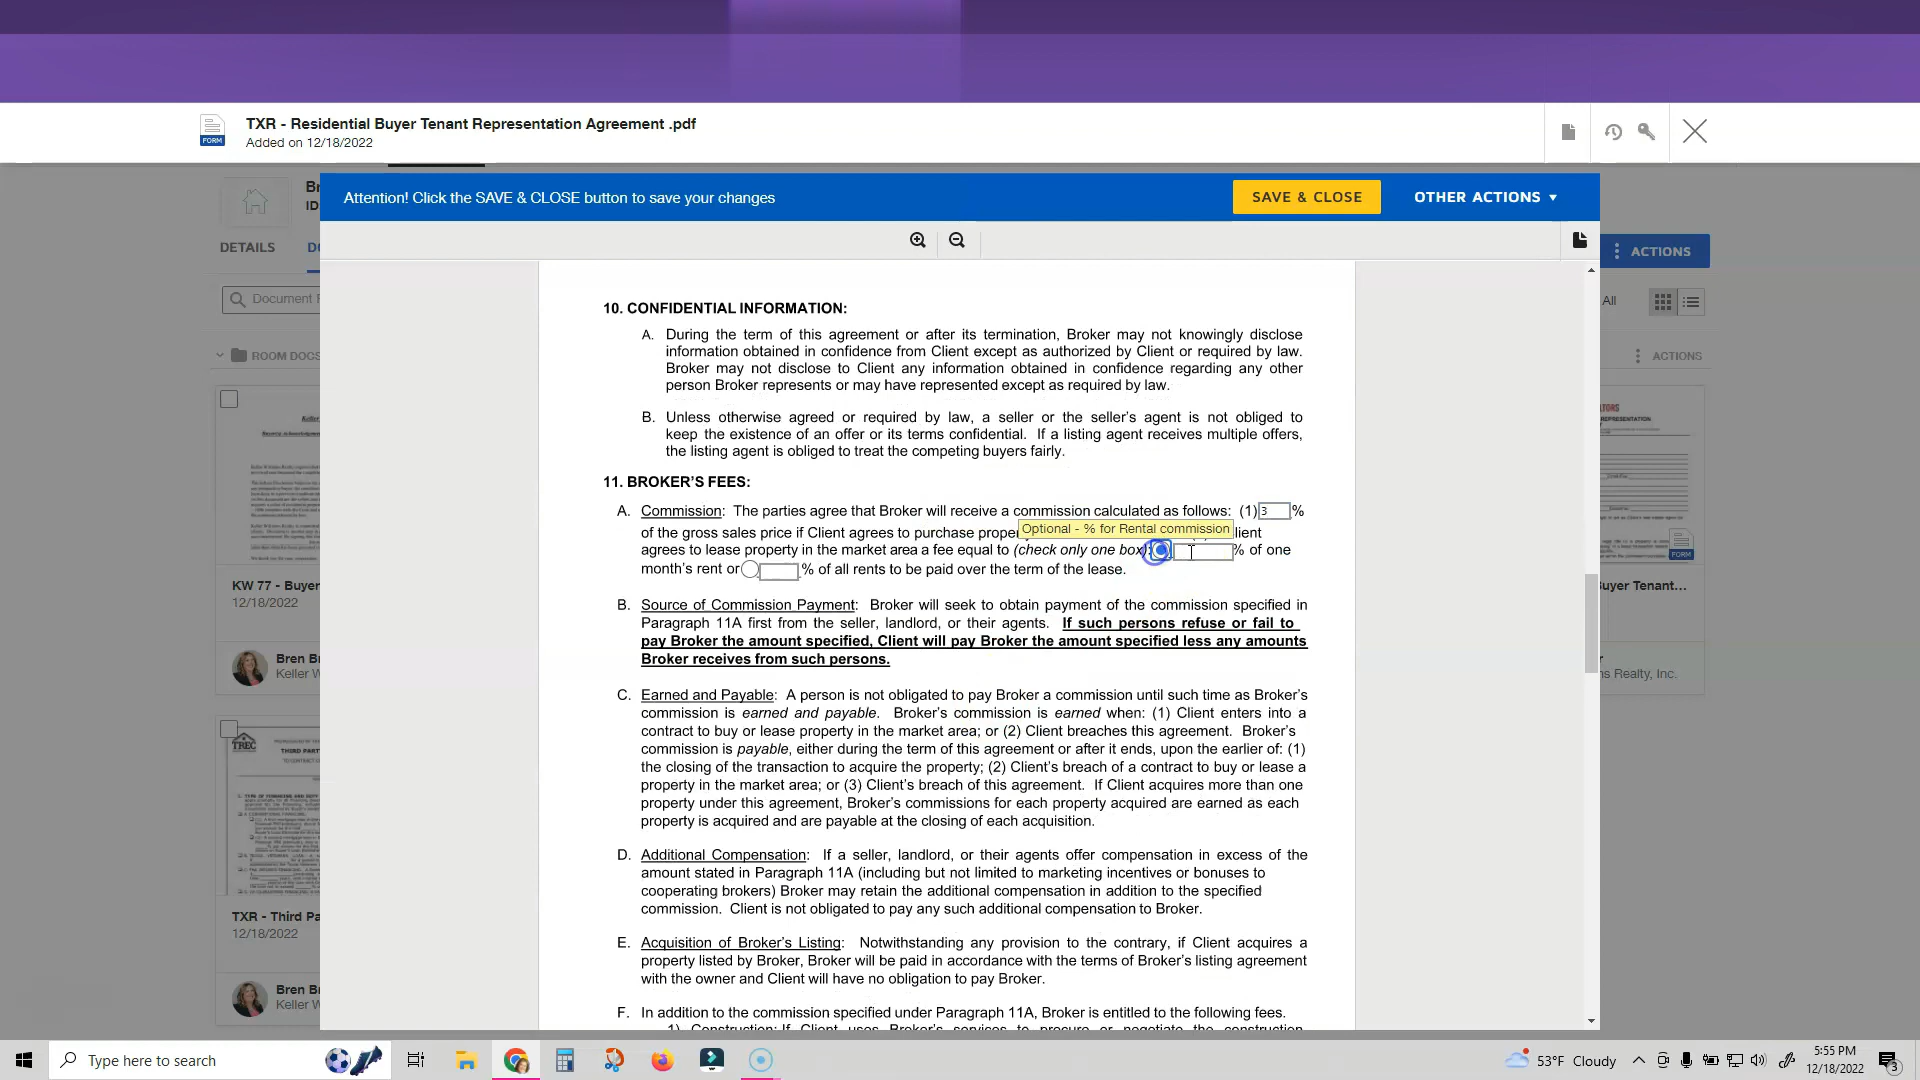 TXR - Residential Buyer Tenant Representation Agreement .pdf
Added on 12/18/2022
FORM
Attention! Click the SAVE & CLOSE button to save your changes
SAVE & CLOSE
OTHER ACTIONS
DETAILS
ACTIONS
Document
All
ROOM DOCS
ACTIONS
10. CONFIDENTIAL INFORMATION:
A. During the term of this agreement or after its termination, Broker may not knowingly disclose
information obtained in confidence from Client except as authorized by Client or required by law.
Broker may not disclose to Client any information obtained in confidence regarding any other
person Broker represents or may have represented except as required by law.
B. Unless otherwise agreed or required by law, a seller or the seller's agent is not obliged to
keep the existence of an offer or its terms confidential. If a listing agent receives multiple offers,
the listing agent is obliged to treat the competing buyers fairly.
11. BROKER'S FEES:
A. Commission: The parties agree that Broker will receive a commission calculated as follows: (1) 3 %
Optional - % for Rental commission
of the gross sales price if Client agrees to purchase
agrees to lease property in the market area a fee equal to (check only one box): % of one
month's rent or % of all rents to be paid over the term of the lease.
B. Source of Commission Payment: Broker will seek to obtain payment of the commission specified in
Paragraph 11A first from the seller, landlord, or their agents. If such persons refuse or fail to
pay Broker the amount specified, Client will pay Broker the amount specified less any amounts
Broker receives from such persons.
C. Earned and Payable: A person is not obligated to pay Broker a commission until such time as Broker's
commission is earned and payable. Broker's commission is earned when: (1) Client enters into a
contract to buy or lease property in the market area; or (2) Client breaches this agreement. Broker's
commission is payable, either during the term of this agreement or after it ends, upon the earlier of: (1)
the closing of the transaction to acquire the property; (2) Client's breach of a contract to buy or lease a
property in the market area; or (3) Client's breach of this agreement. If Client acquires more than one
property under this agreement, Broker's commissions for each property acquired are earned as each
property is acquired and are payable at the closing of each acquisition.
D. Additional Compensation: If a seller, landlord, or their agents offer compensation in excess of the
amount stated in Paragraph 11A (including but not limited to marketing incentives or bonuses to
cooperating brokers) Broker may retain the additional compensation in addition to the specified
commission. Client is not obligated to pay any such additional compensation to Broker.
E. Acquisition of Broker's Listing: Notwithstanding any provision to the contrary, if Client acquires a
property listed by Broker, Broker will be paid in accordance with the terms of Broker's listing agreement
with the owner and Client will have no obligation to pay Broker.
F. In addition to the commission specified under Paragraph 11A, Broker is entitled to the following fees.
1) Construction: If Client uses Broker's services to procure or negotiate the construction
KW 77 - Buyer
12/18/2022
Bren
Keller W
TREC
THIRD PARTY
TXR - Third Pa
12/18/2022
Bren
Keller W
FORM
uyer Tenant...
ns Realty, Inc.
Type here to search
53°F Cloudy
5:55 PM
12/18/2022
3